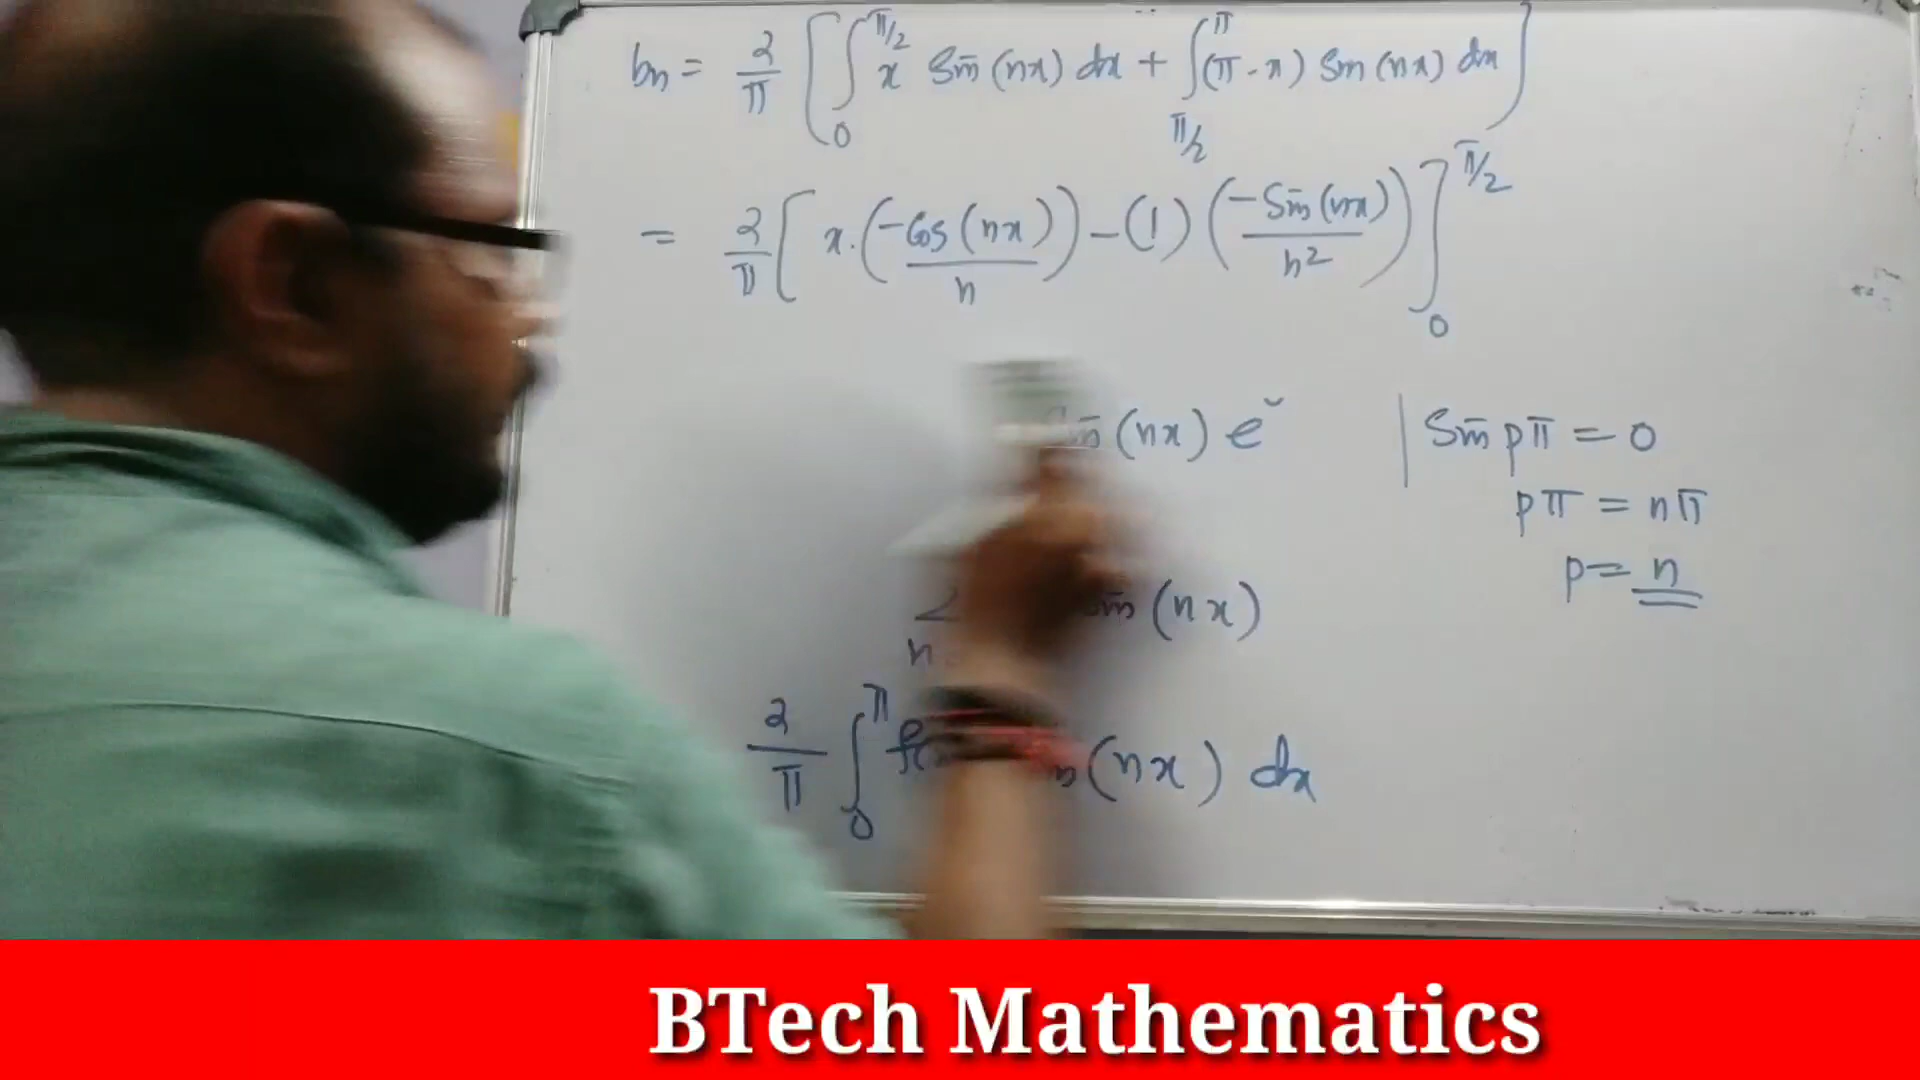 bn = 2/π [ ∫₀^{π/2} x Sin (nx) dx + ∫_{π/2}^{π} (π - x) Sin (nx) dx ]
= 2/π [ x. (-Cos (nx) / n) - (1) (-Sin (nx) / n²) ]₀^{π/2}
(nx) e | Sin pπ = 0
pπ = nπ
p = n
Sin (nx)
n
2/π ∫₀^π f( (nx) dx
BTech Mathematics